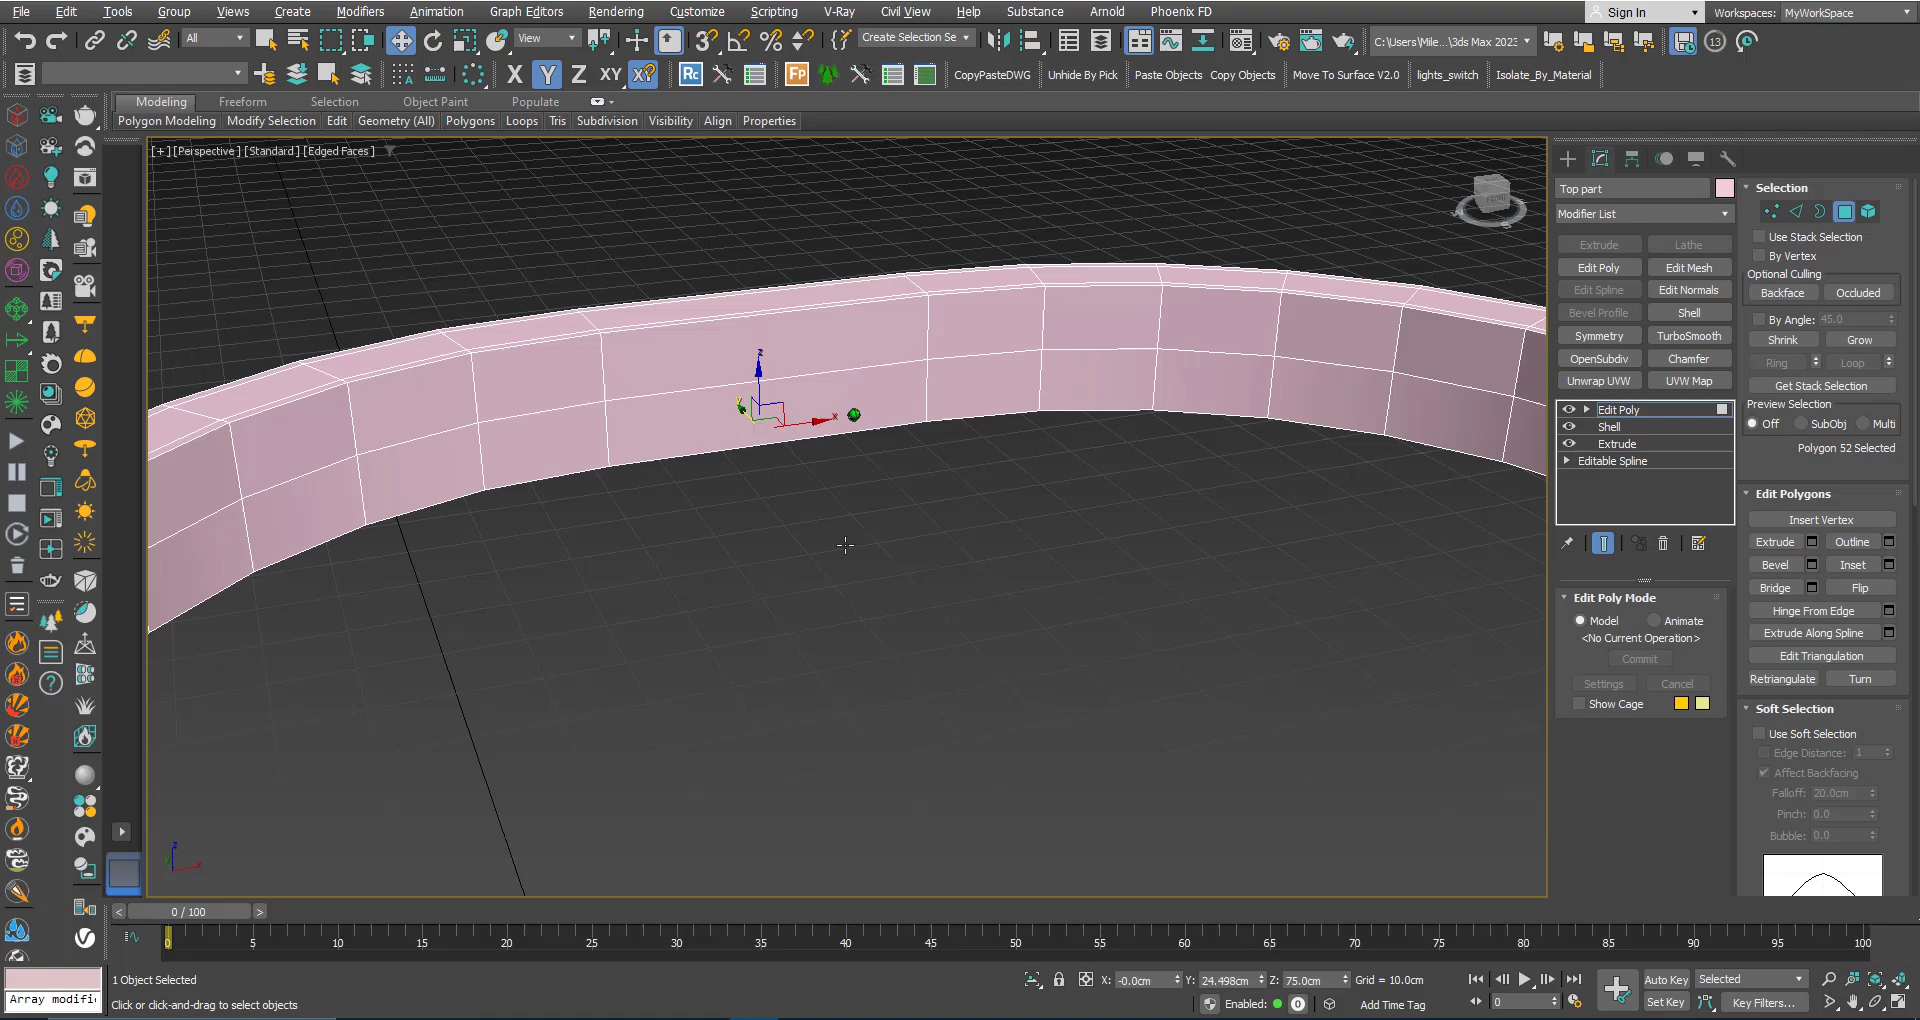 File Edit Tools Group Views Create Modifiers Animation Graph Editors Rendering Customize Scripting V-Ray Civil View Help Substance Arnold Phoenix FD Sign In Workspaces: MyWorkSpace
All View Create Selection Se C:\Users\Mile...\3ds Max 2023 13
X Y Z XY Rc Fp CopyPasteDWG Unhide By Pick Paste Objects Copy Objects Move To Surface V2.0 lights_switch Isolate_By_Material
Modeling Freeform Selection Object Paint Populate
Polygon Modeling Modify Selection Edit Geometry (All) Polygons Loops Tris Subdivision Visibility Align Properties
[+] [Perspective ] [Standard ] [Edged Faces ]
FRONT
z
y
x
z
x
Top part
Modifier List
Extrude Lathe
Edit Poly Edit Mesh
Edit Spline Edit Normals
Bevel Profile Shell
Symmetry TurboSmooth
OpenSubdiv Chamfer
Unwrap UVW UVW Map
Edit Poly
Shell
Extrude
Editable Spline
Edit Poly Mode
Model Animate
<No Current Operation>
Commit
Settings Cancel
Show Cage
Selection
Use Stack Selection
By Vertex
Optional Culling
Backface Occluded
By Angle: 45.0
Shrink Grow
Ring Loop
Get Stack Selection
Preview Selection
Off SubObj Multi
Polygon 52 Selected
Edit Polygons
Insert Vertex
Extrude Outline
Bevel Inset
Bridge Flip
Hinge From Edge
Extrude Along Spline
Edit Triangulation
Retriangulate Turn
Soft Selection
Use Soft Selection
Edge Distance: 1
Affect Backfacing
Falloff: 20.0cm
Pinch: 0.0
Bubble: 0.0
< 0 / 100 >
0 5 10 15 20 25 30 35 40 45 50 55 60 65 70 75 80 85 90 95 100
1 Object Selected X: -0.0cm Y: 24.498cm Z: 75.0cm Grid = 10.0cm Auto Key Selected
Array modifi Click or click-and-drag to select objects Enabled: 0 Add Time Tag 0 Set Key Key Filters...